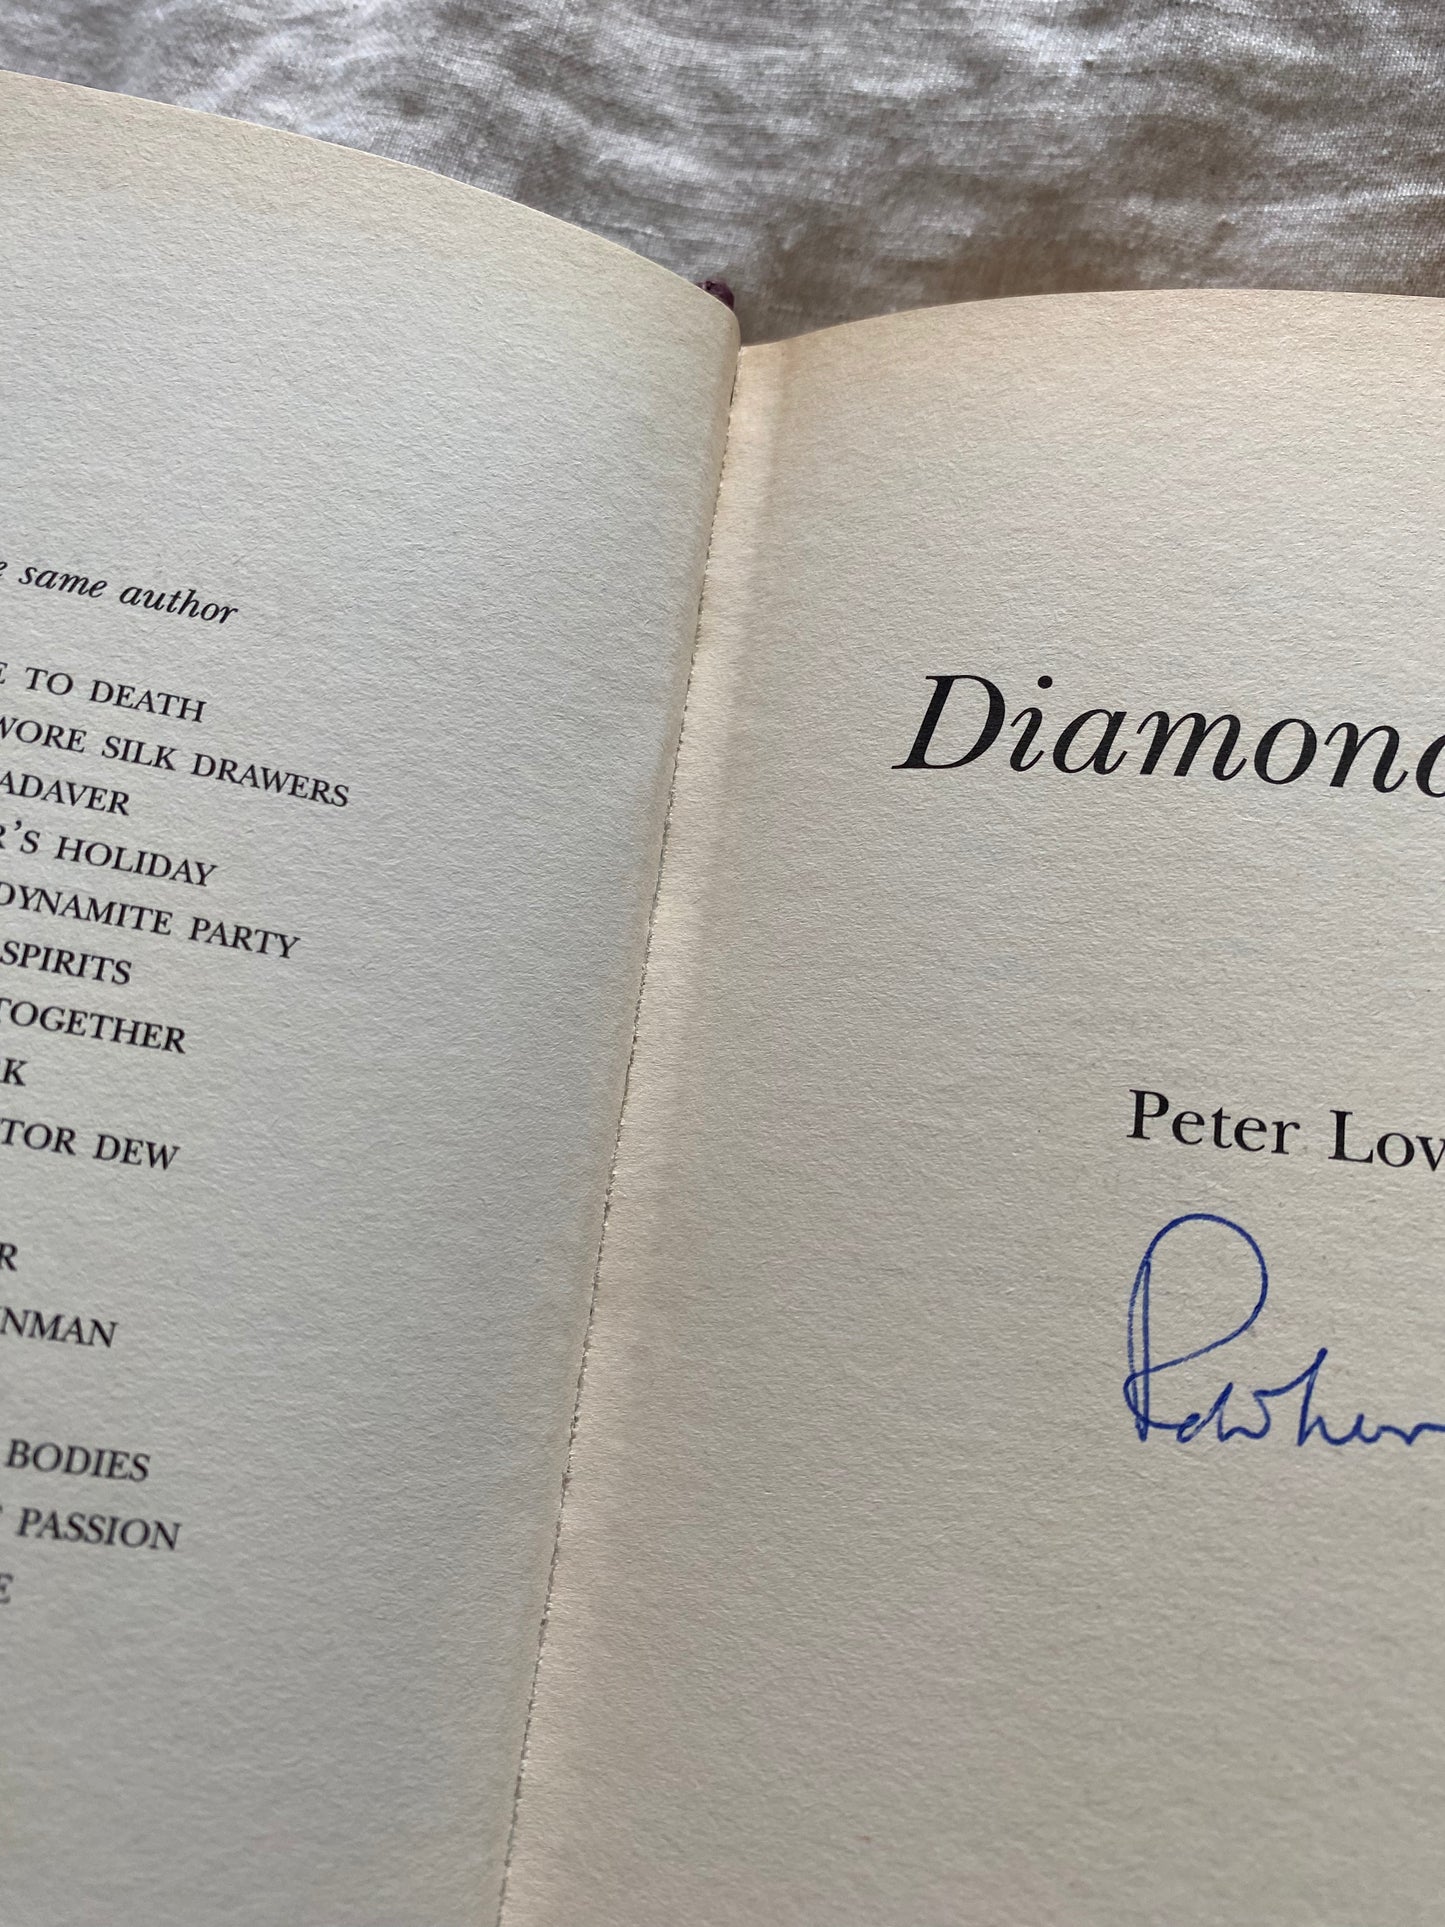 same author
TO DEATH
WORE SILK DRAWERS
ADAVER
R'S HOLIDAY
DYNAMITE PARTY
SPIRITS
TOGETHER
K
TOR DEW
R
NMAN
BODIES
PASSION
E
Diamond
Peter Lov